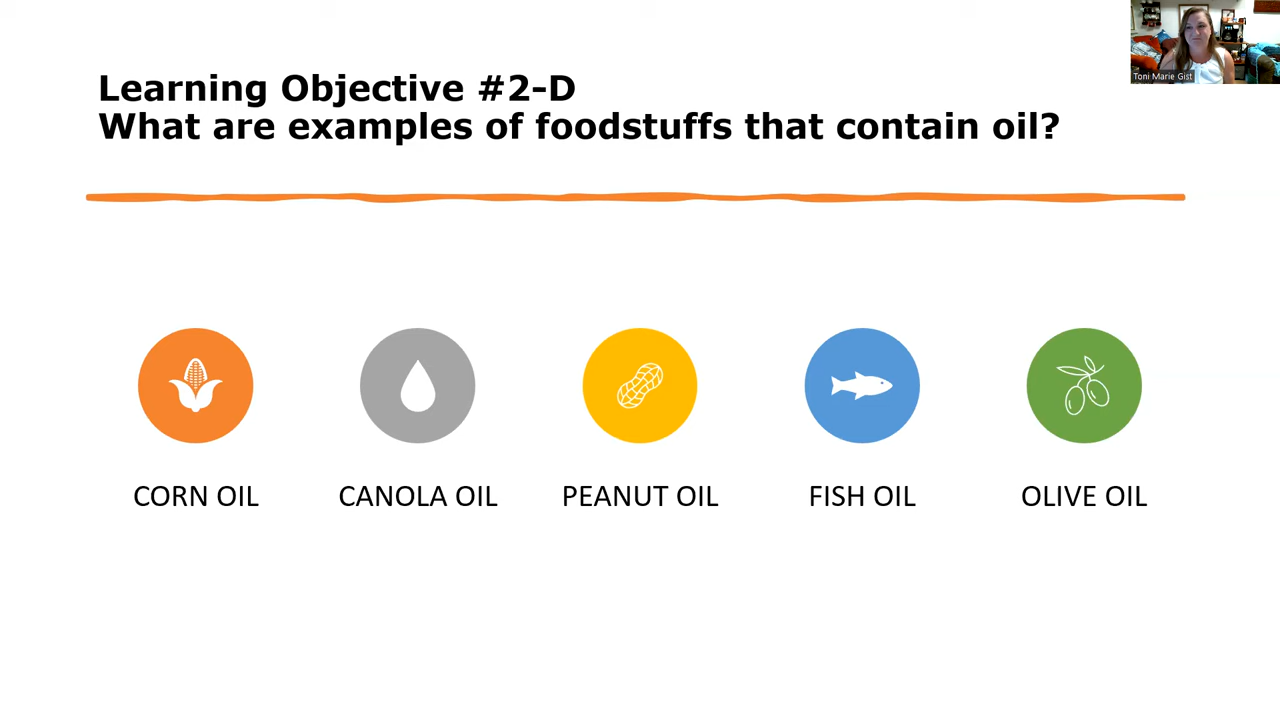 Learning Objective #2-D
What are examples of foodstuffs that contain oil?
Toni Marie Gist
CORN OIL
CANOLA OIL
PEANUT OIL
FISH OIL
OLIVE OIL